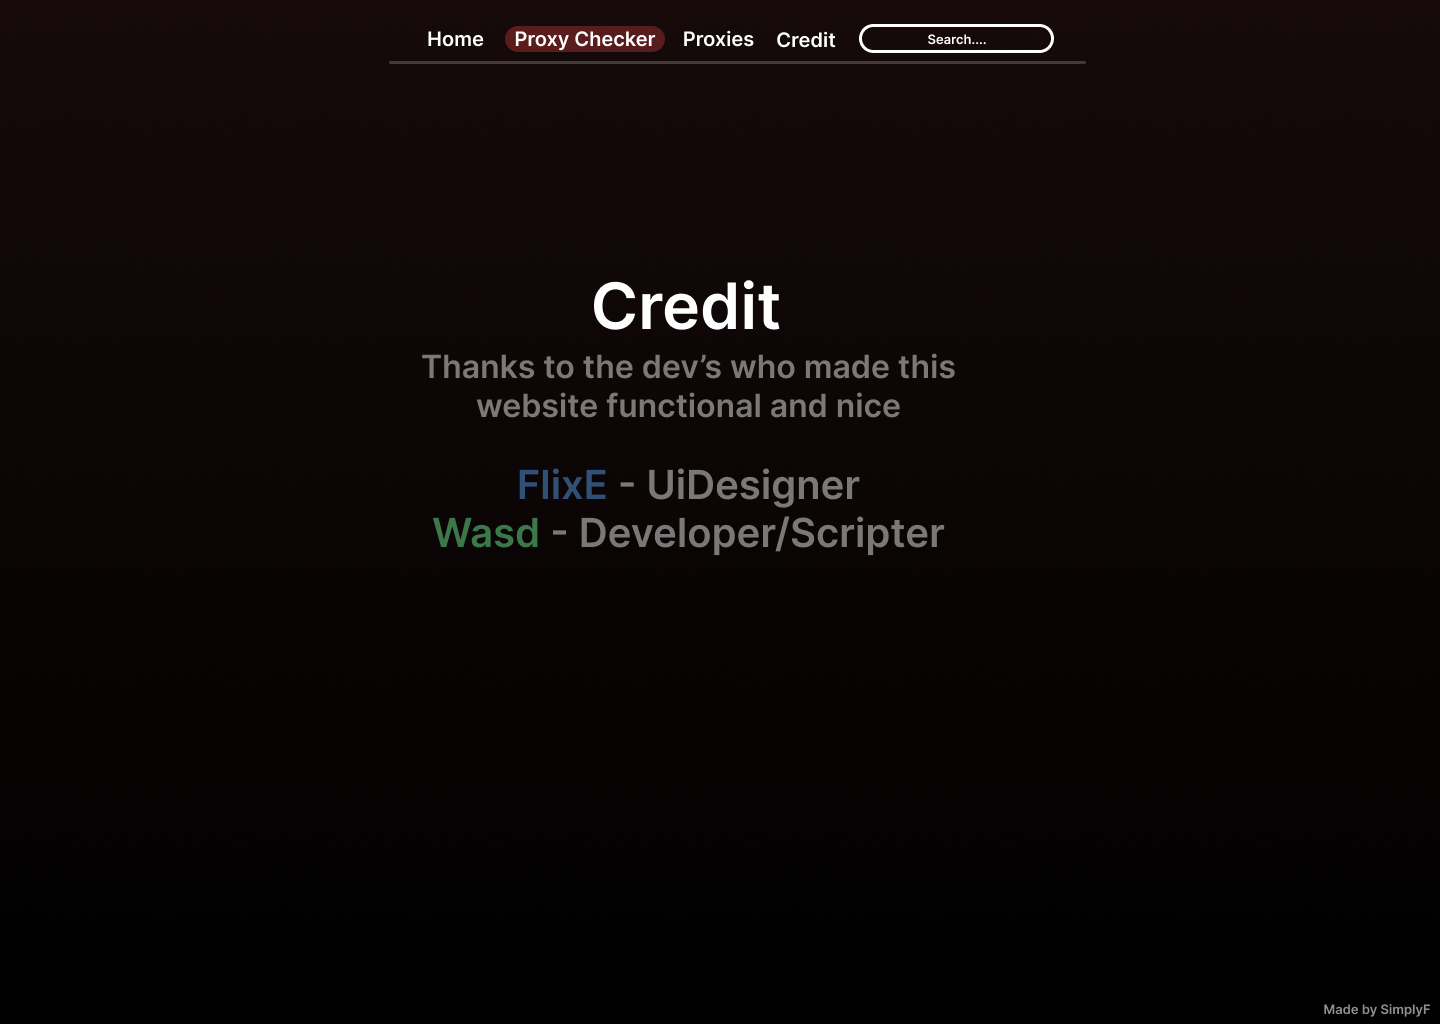 Home Proxy Checker Proxies Credit Search....
Credit
Thanks to the dev’s who made this
website functional and nice
FlixE - UiDesigner
Wasd - Developer/Scripter
Made by SimplyF